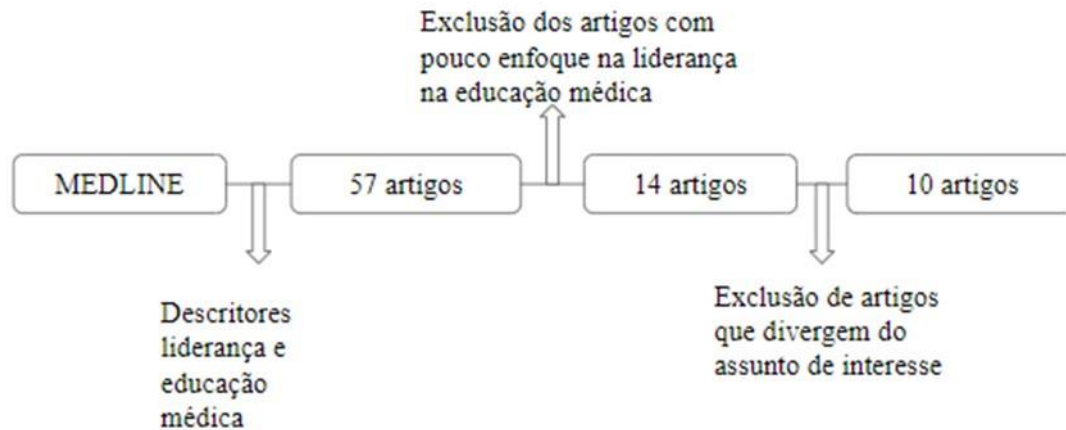 Exclusão dos artigos com
pouco enfoque na liderança
na educação médica
MEDLINE
57 artigos
14 artigos
10 artigos
Descritores
liderança e
educação
médica
Exclusão de artigos
que divergem do
assunto de interesse